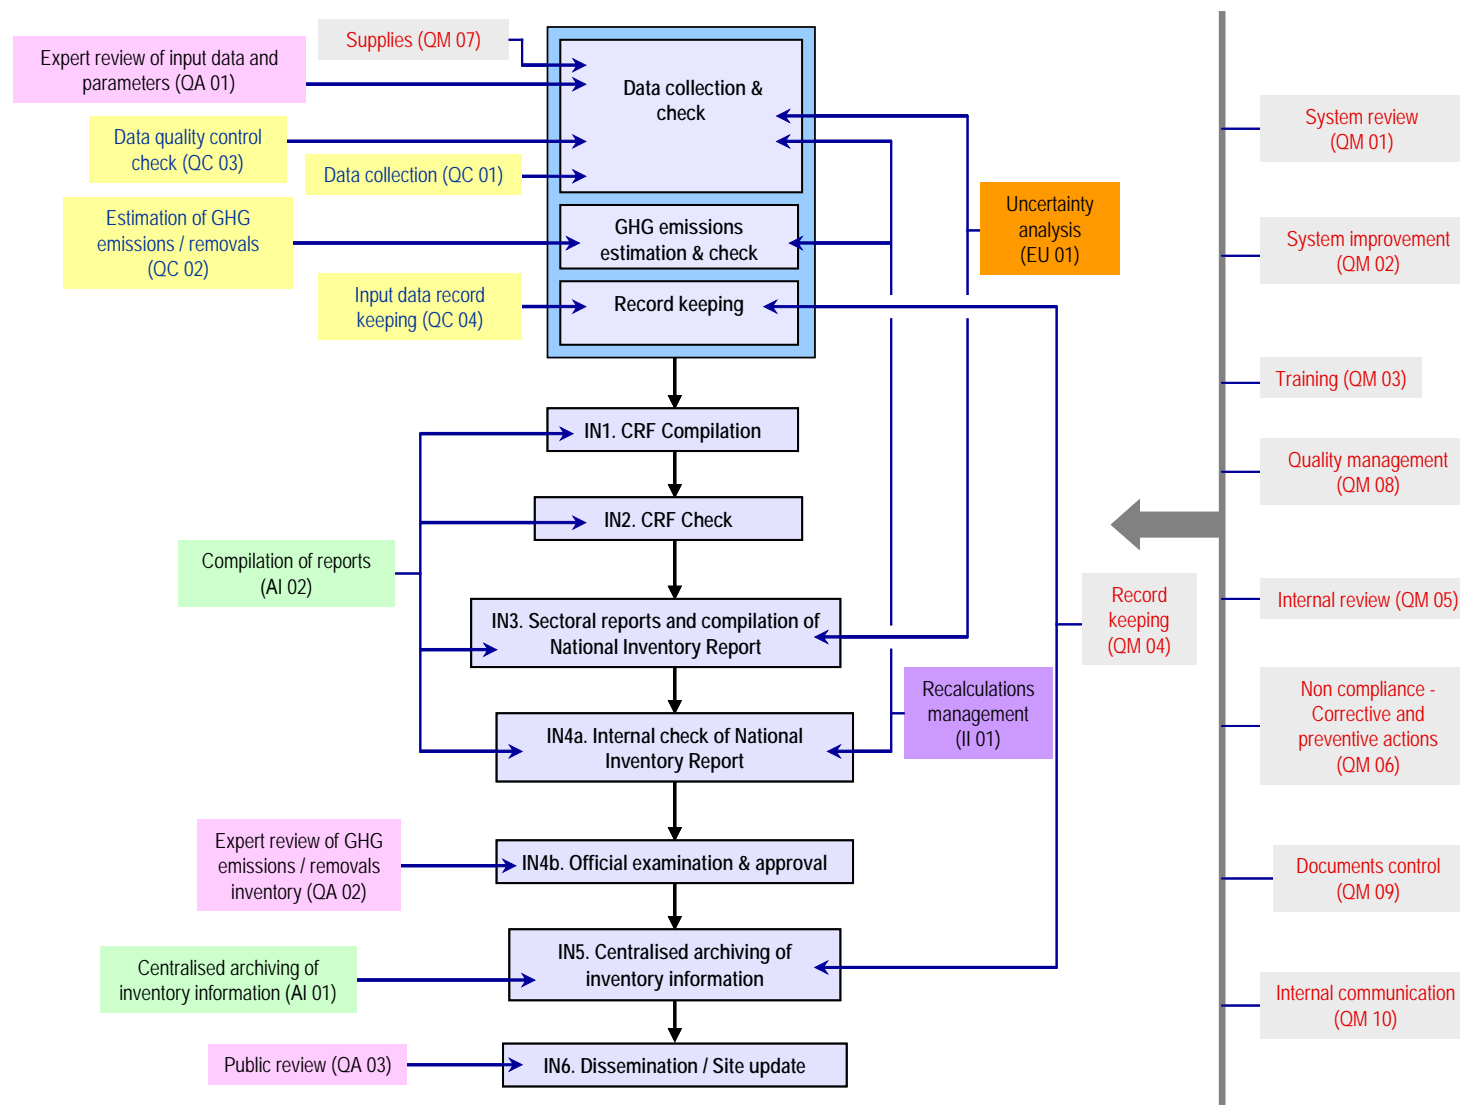 Supplies (QM 07)
Expert review of input data and
parameters (QA 01)
Data collection &
check
Data quality control
check (QC 03)
Data collection (QC 01)
Estimation of GHG
emissions / removals
(QC 02)
GHG emissions
estimation & check
Input data record
keeping (QC 04)
Record keeping
Uncertainty
analysis
(EU 01)
IN1. CRF Compilation
IN2. CRF Check
Compilation of reports
(AI 02)
IN3. Sectoral reports and compilation of
National Inventory Report
Record
keeping
(QM 04)
Recalculations
management
(II 01)
IN4a. Internal check of National
Inventory Report
Expert review of GHG
emissions / removals
inventory (QA 02)
IN4b. Official examination & approval
IN5. Centralised archiving of
inventory information
Centralised archiving of
inventory information (AI 01)
Public review (QA 03)
IN6. Dissemination / Site update
System review
(QM 01)
System improvement
(QM 02)
Training (QM 03)
Quality management
(QM 08)
Internal review (QM 05)
Non compliance -
Corrective and
preventive actions
(QM 06)
Documents control
(QM 09)
Internal communication
(QM 10)